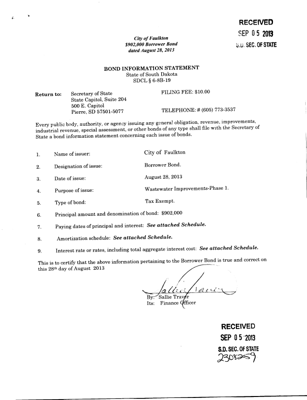 RECEIVED
SEP 05 2013
S.D. SEC. OF STATE
City of Faulkton
$902,000 Borrower Bond
dated August 28, 2013
BOND INFORMATION STATEMENT
State of South Dakota
SDCL § 6-8B-19
Return to: Secretary of State FILING FEE: $10.00
State Capitol, Suite 204
500 E. Capitol
Pierre, SD 57501-5077 TELEPHONE: # (605) 773-3537
Every public body, authority, or agency issuing any general obligation, revenue, improvements,
industrial revenue, special assessment, or other bonds of any type shall file with the Secretary of
State a bond information statement concerning each issue of bonds.
1. Name of issuer: City of Faulkton
2. Designation of issue: Borrower Bond.
3. Date of issue: August 28, 2013
4. Purpose of issue: Wastewater Improvements-Phase 1.
5. Type of bond: Tax Exempt.
6. Principal amount and denomination of bond: $902,000
7. Paying dates of principal and interest: See attached Schedule.
8. Amortization schedule: See attached Schedule.
9. Interest rate or rates, including total aggregate interest cost: See attached Schedule.
This is to certify that the above information pertaining to the Borrower Bond is true and correct on
this 28th day of August 2013
By: Sallie Traver
Its: Finance Officer
RECEIVED
SEP 05 2013
S.D. SEC. OF STATE